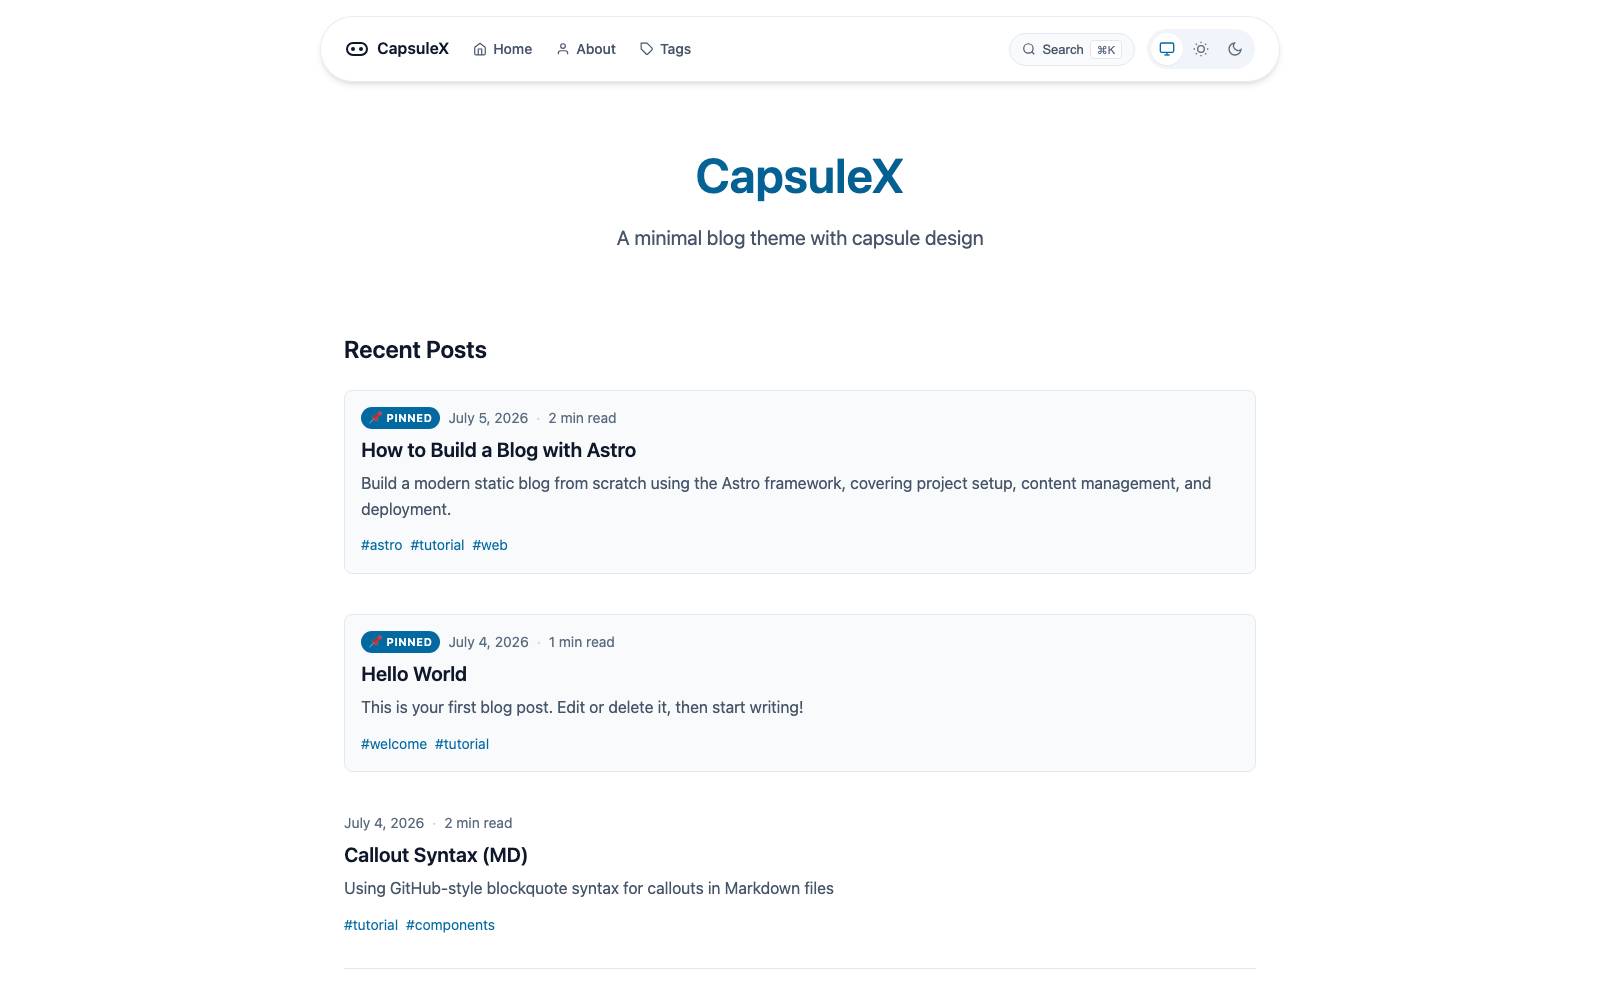 CapsuleX Home About Tags Search ⌘K
CapsuleX
A minimal blog theme with capsule design
Recent Posts
PINNED July 5, 2026 · 2 min read
How to Build a Blog with Astro
Build a modern static blog from scratch using the Astro framework, covering project setup, content management, and
deployment.
#astro #tutorial #web
PINNED July 4, 2026 · 1 min read
Hello World
This is your first blog post. Edit or delete it, then start writing!
#welcome #tutorial
July 4, 2026 · 2 min read
Callout Syntax (MD)
Using GitHub-style blockquote syntax for callouts in Markdown files
#tutorial #components